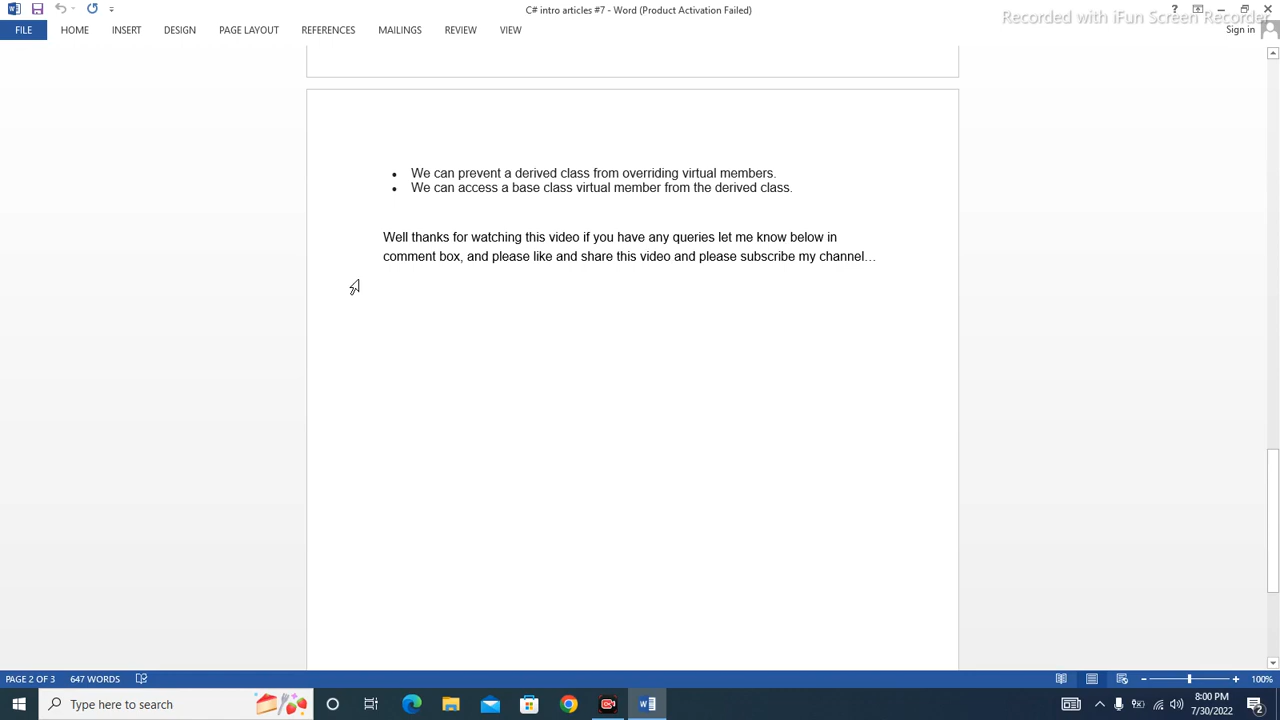 C# intro articles #7 - Word (Product Activation Failed)
Recorded with iFun Screen Recorder
FILE HOME INSERT DESIGN PAGE LAYOUT REFERENCES MAILINGS REVIEW VIEW
Sign in
• We can prevent a derived class from overriding virtual members.
• We can access a base class virtual member from the derived class.
Well thanks for watching this video if you have any queries let me know below in
comment box, and please like and share this video and please subscribe my channel…
PAGE 2 OF 3 647 WORDS
100%
Type here to search
8:00 PM
7/30/2022
2